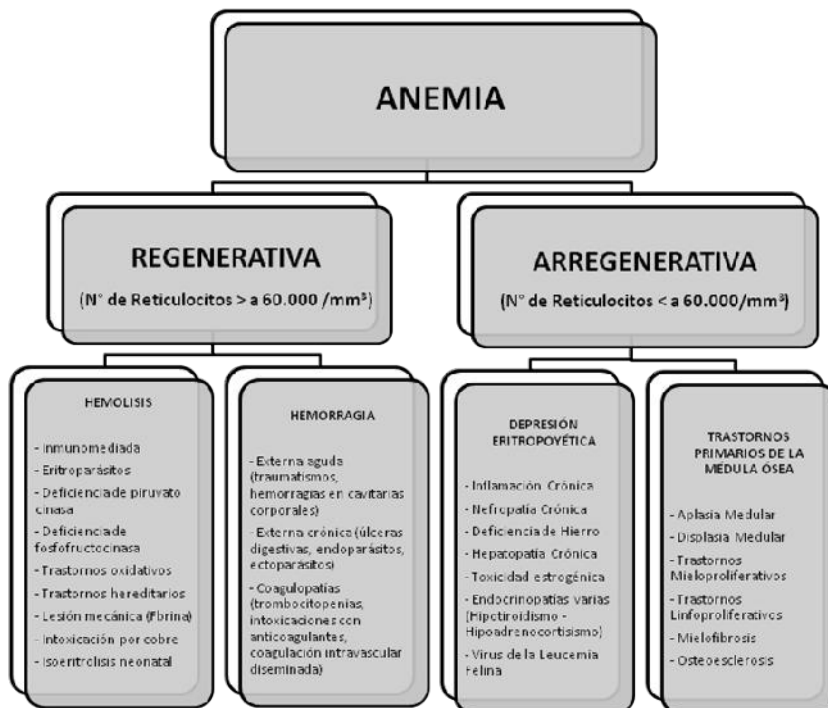 ANEMIA
REGENERATIVA
(N° de Reticulocitos > a 60.000 /mm³)
ARREGENERATIVA
(N° de Reticulocitos < a 60.000/mm³)
HEMOLISIS
- Inmunomediada
- Eritroparásitos
- Deficiencia de piruvato
cinasa
- Deficiencia de
fosfofructocinasa
- Trastornos oxidativos
- Trastornos hereditarios
- Lesión mecánica (Fibrina)
- Intoxicación por cobre
- Isoeritrolisis neonatal
HEMORRAGIA
- Externa aguda
(traumatismos,
hemorragias en cavitarias
corporales)
- Externa crónica (úlceras
digestivas, endoparásitos,
ectoparásitos)
- Coagulopatías
(trombocitopenias,
intoxicaciones con
anticoagulantes,
coagulación intravascular
diseminada)
DEPRESIÓN
ERITROPOYÉTICA
- Inflamación Crónica
- Nefropatía Crónica
- Deficiencia de Hierro
- Hepatopatía Crónica
- Toxicidad estrogénica
- Endocrinopatías varias
(Hipotiroidismo -
Hipoadrenocortisismo)
- Virus de la Leucemia
Felina
TRASTORNOS
PRIMARIOS DE LA
MÉDULA ÓSEA
- Aplasia Medular
- Displasia Medular
- Trastornos
Mieloproliferativos
- Trastornos
Linfoproliferativos
- Mielofibrosis
- Osteoesclerosis